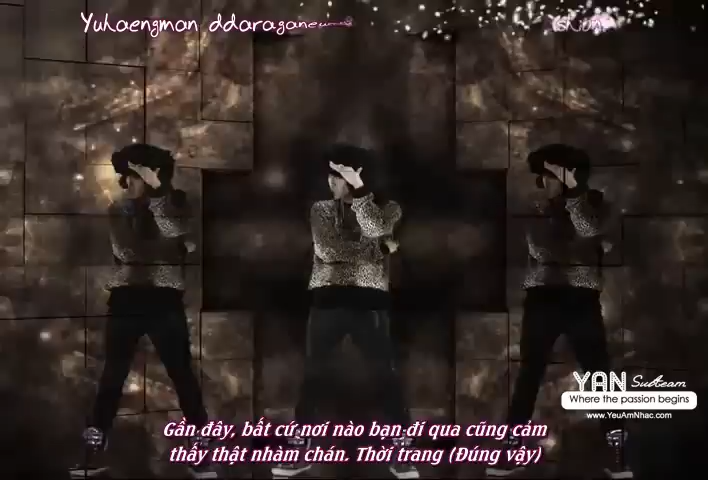 Yuhaengman ddaraganeun
YAN Subteam
Where the passion begins
www.YeuAmNhac.com
Gần đây, bất cứ nơi nào bạn đi qua cũng cảm
thấy thật nhàm chán. Thời trang (Đúng vậy)